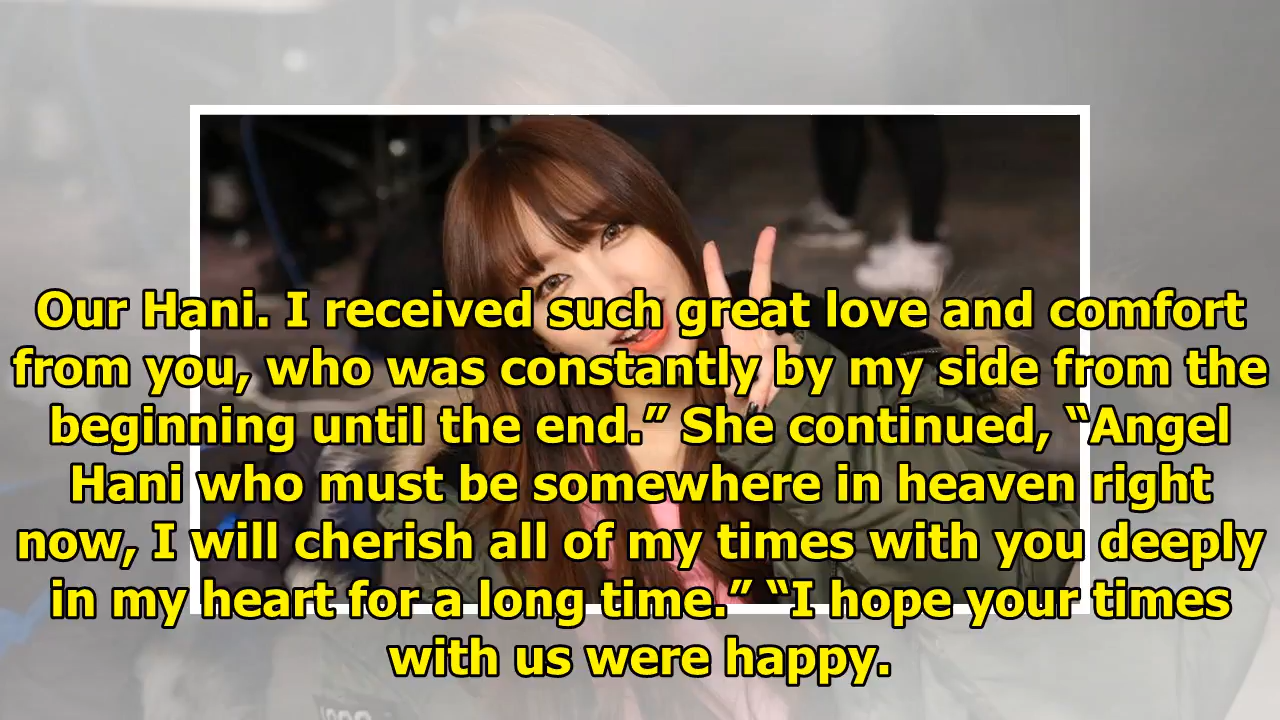 Our Hani. I received such great love and comfort
from you, who was constantly by my side from the
beginning until the end.” She continued, “Angel
Hani who must be somewhere in heaven right
now, I will cherish all of my times with you deeply
in my heart for a long time.” “I hope your times
with us were happy.